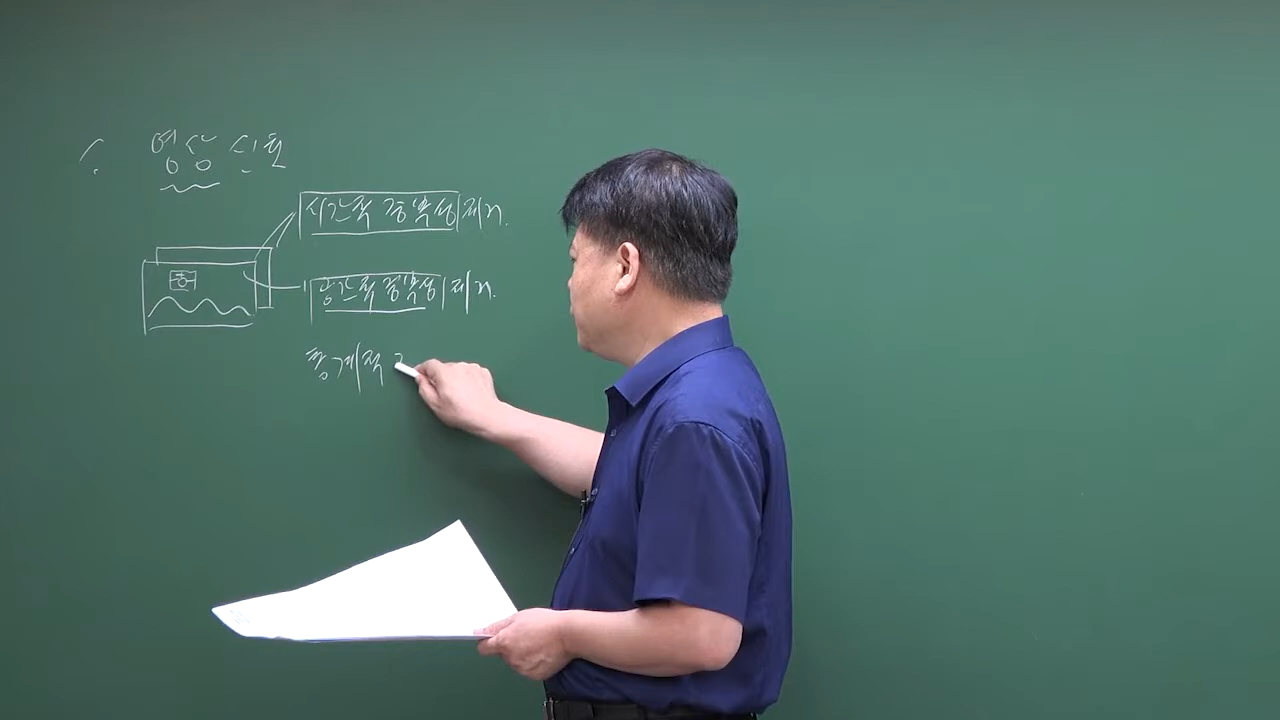 영상신호
시간적 중복성 제거.
공간적 중복성 제거.
통계적